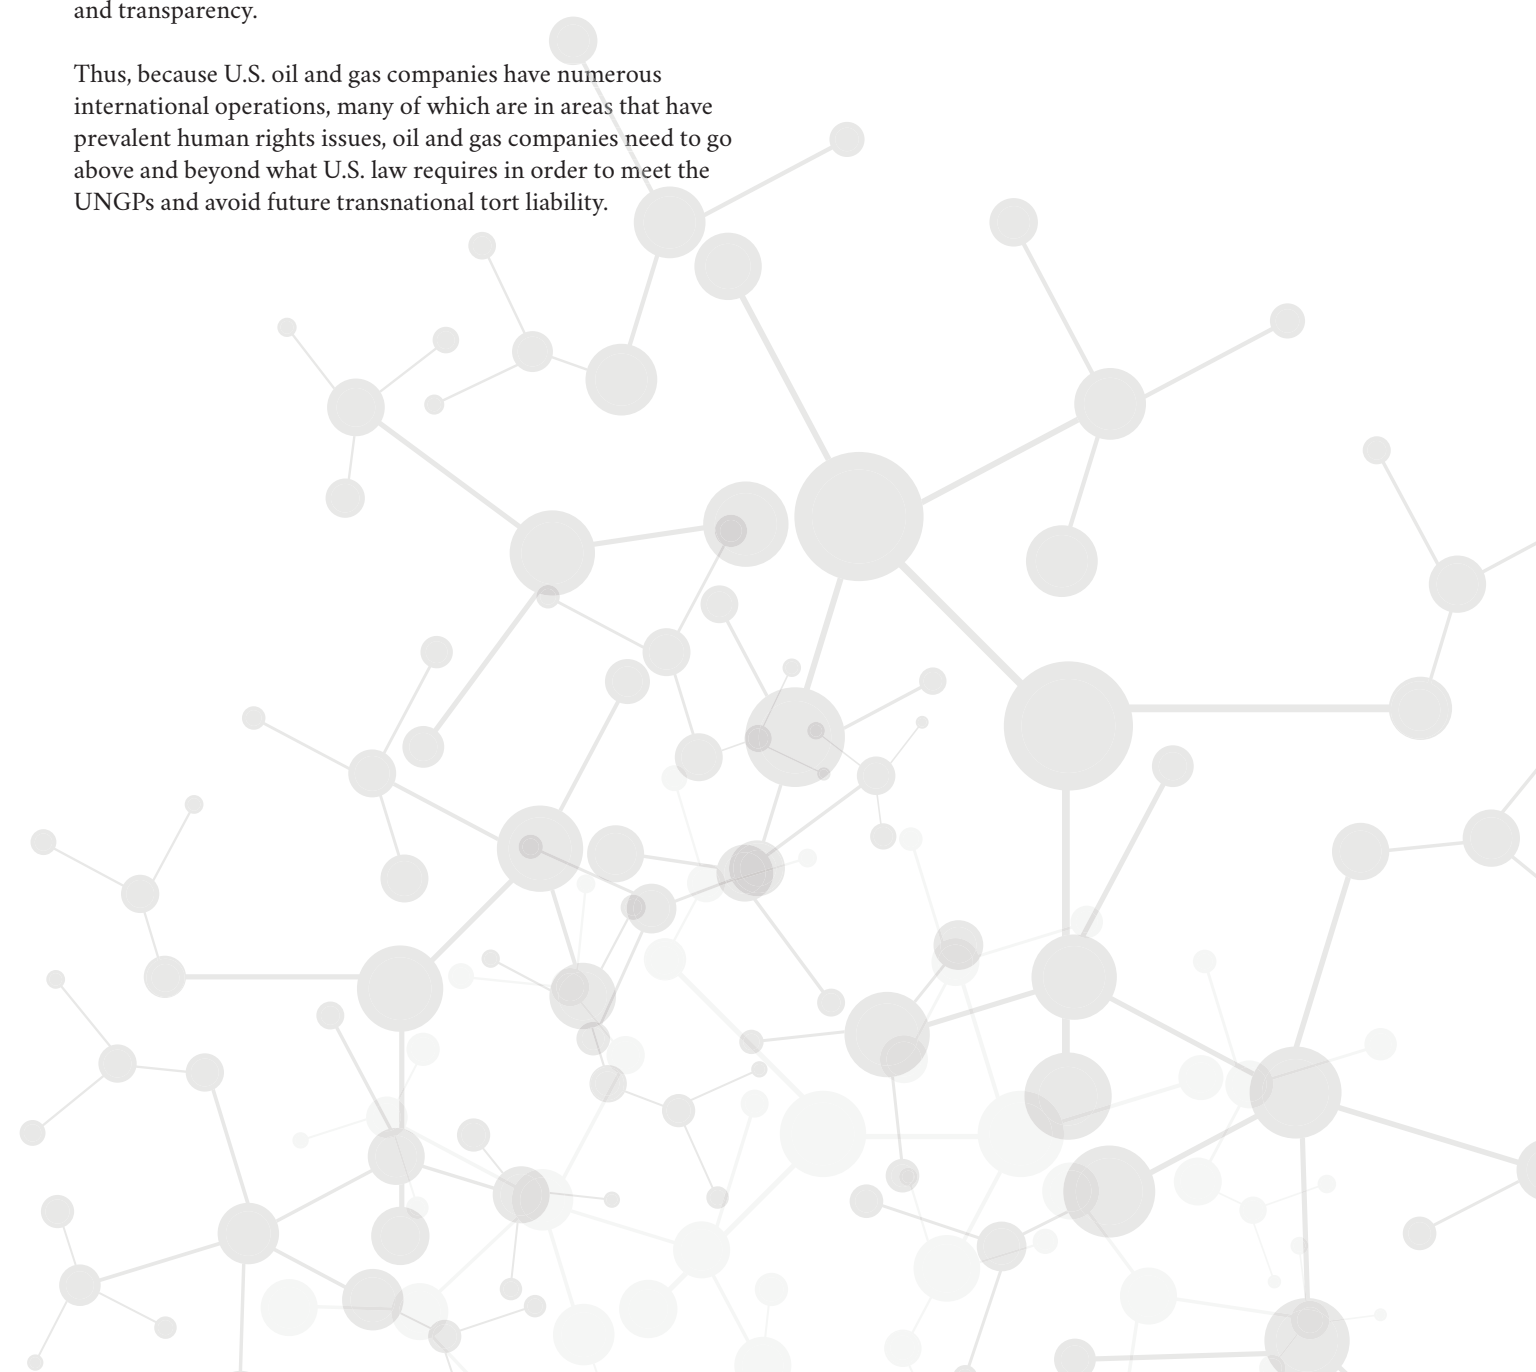 and transparency.
Thus, because U.S. oil and gas companies have numerous
international operations, many of which are in areas that have
prevalent human rights issues, oil and gas companies need to go
above and beyond what U.S. law requires in order to meet the
UNGPs and avoid future transnational tort liability.